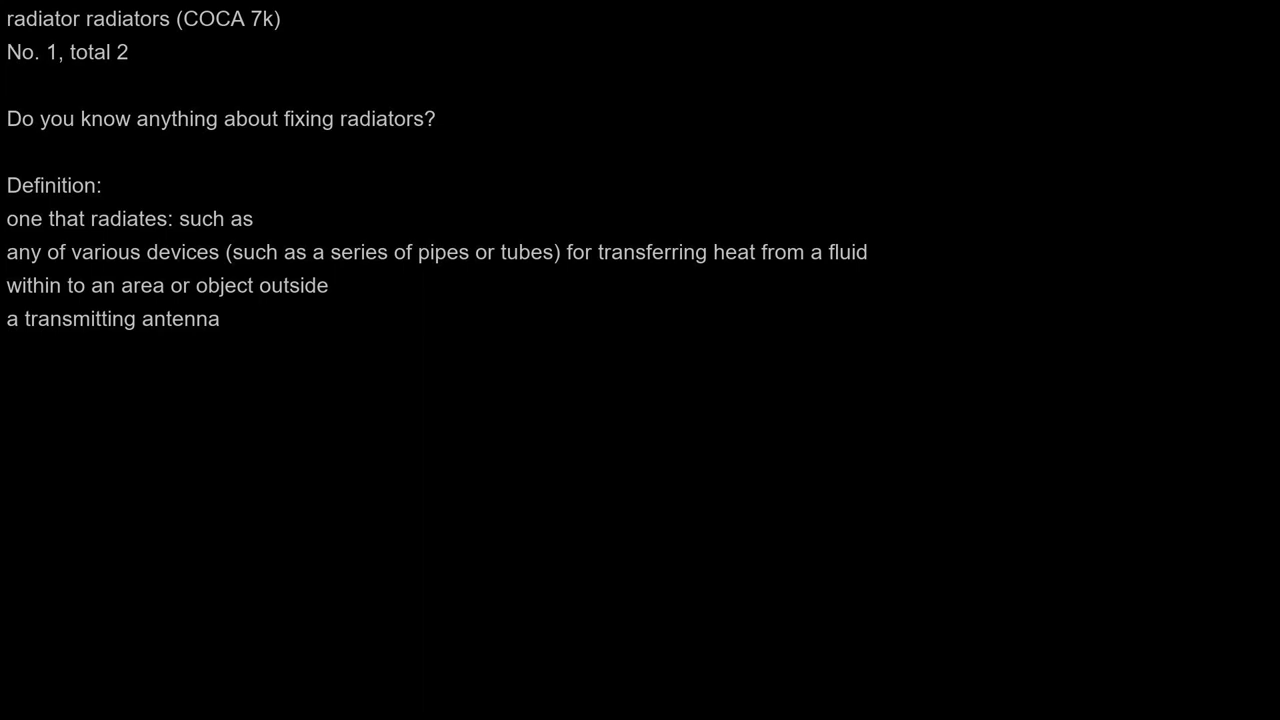 radiator radiators (COCA 7k)
No. 1, total 2
Do you know anything about fixing radiators?
Definition:
one that radiates: such as
any of various devices (such as a series of pipes or tubes) for transferring heat from a fluid
within to an area or object outside
a transmitting antenna